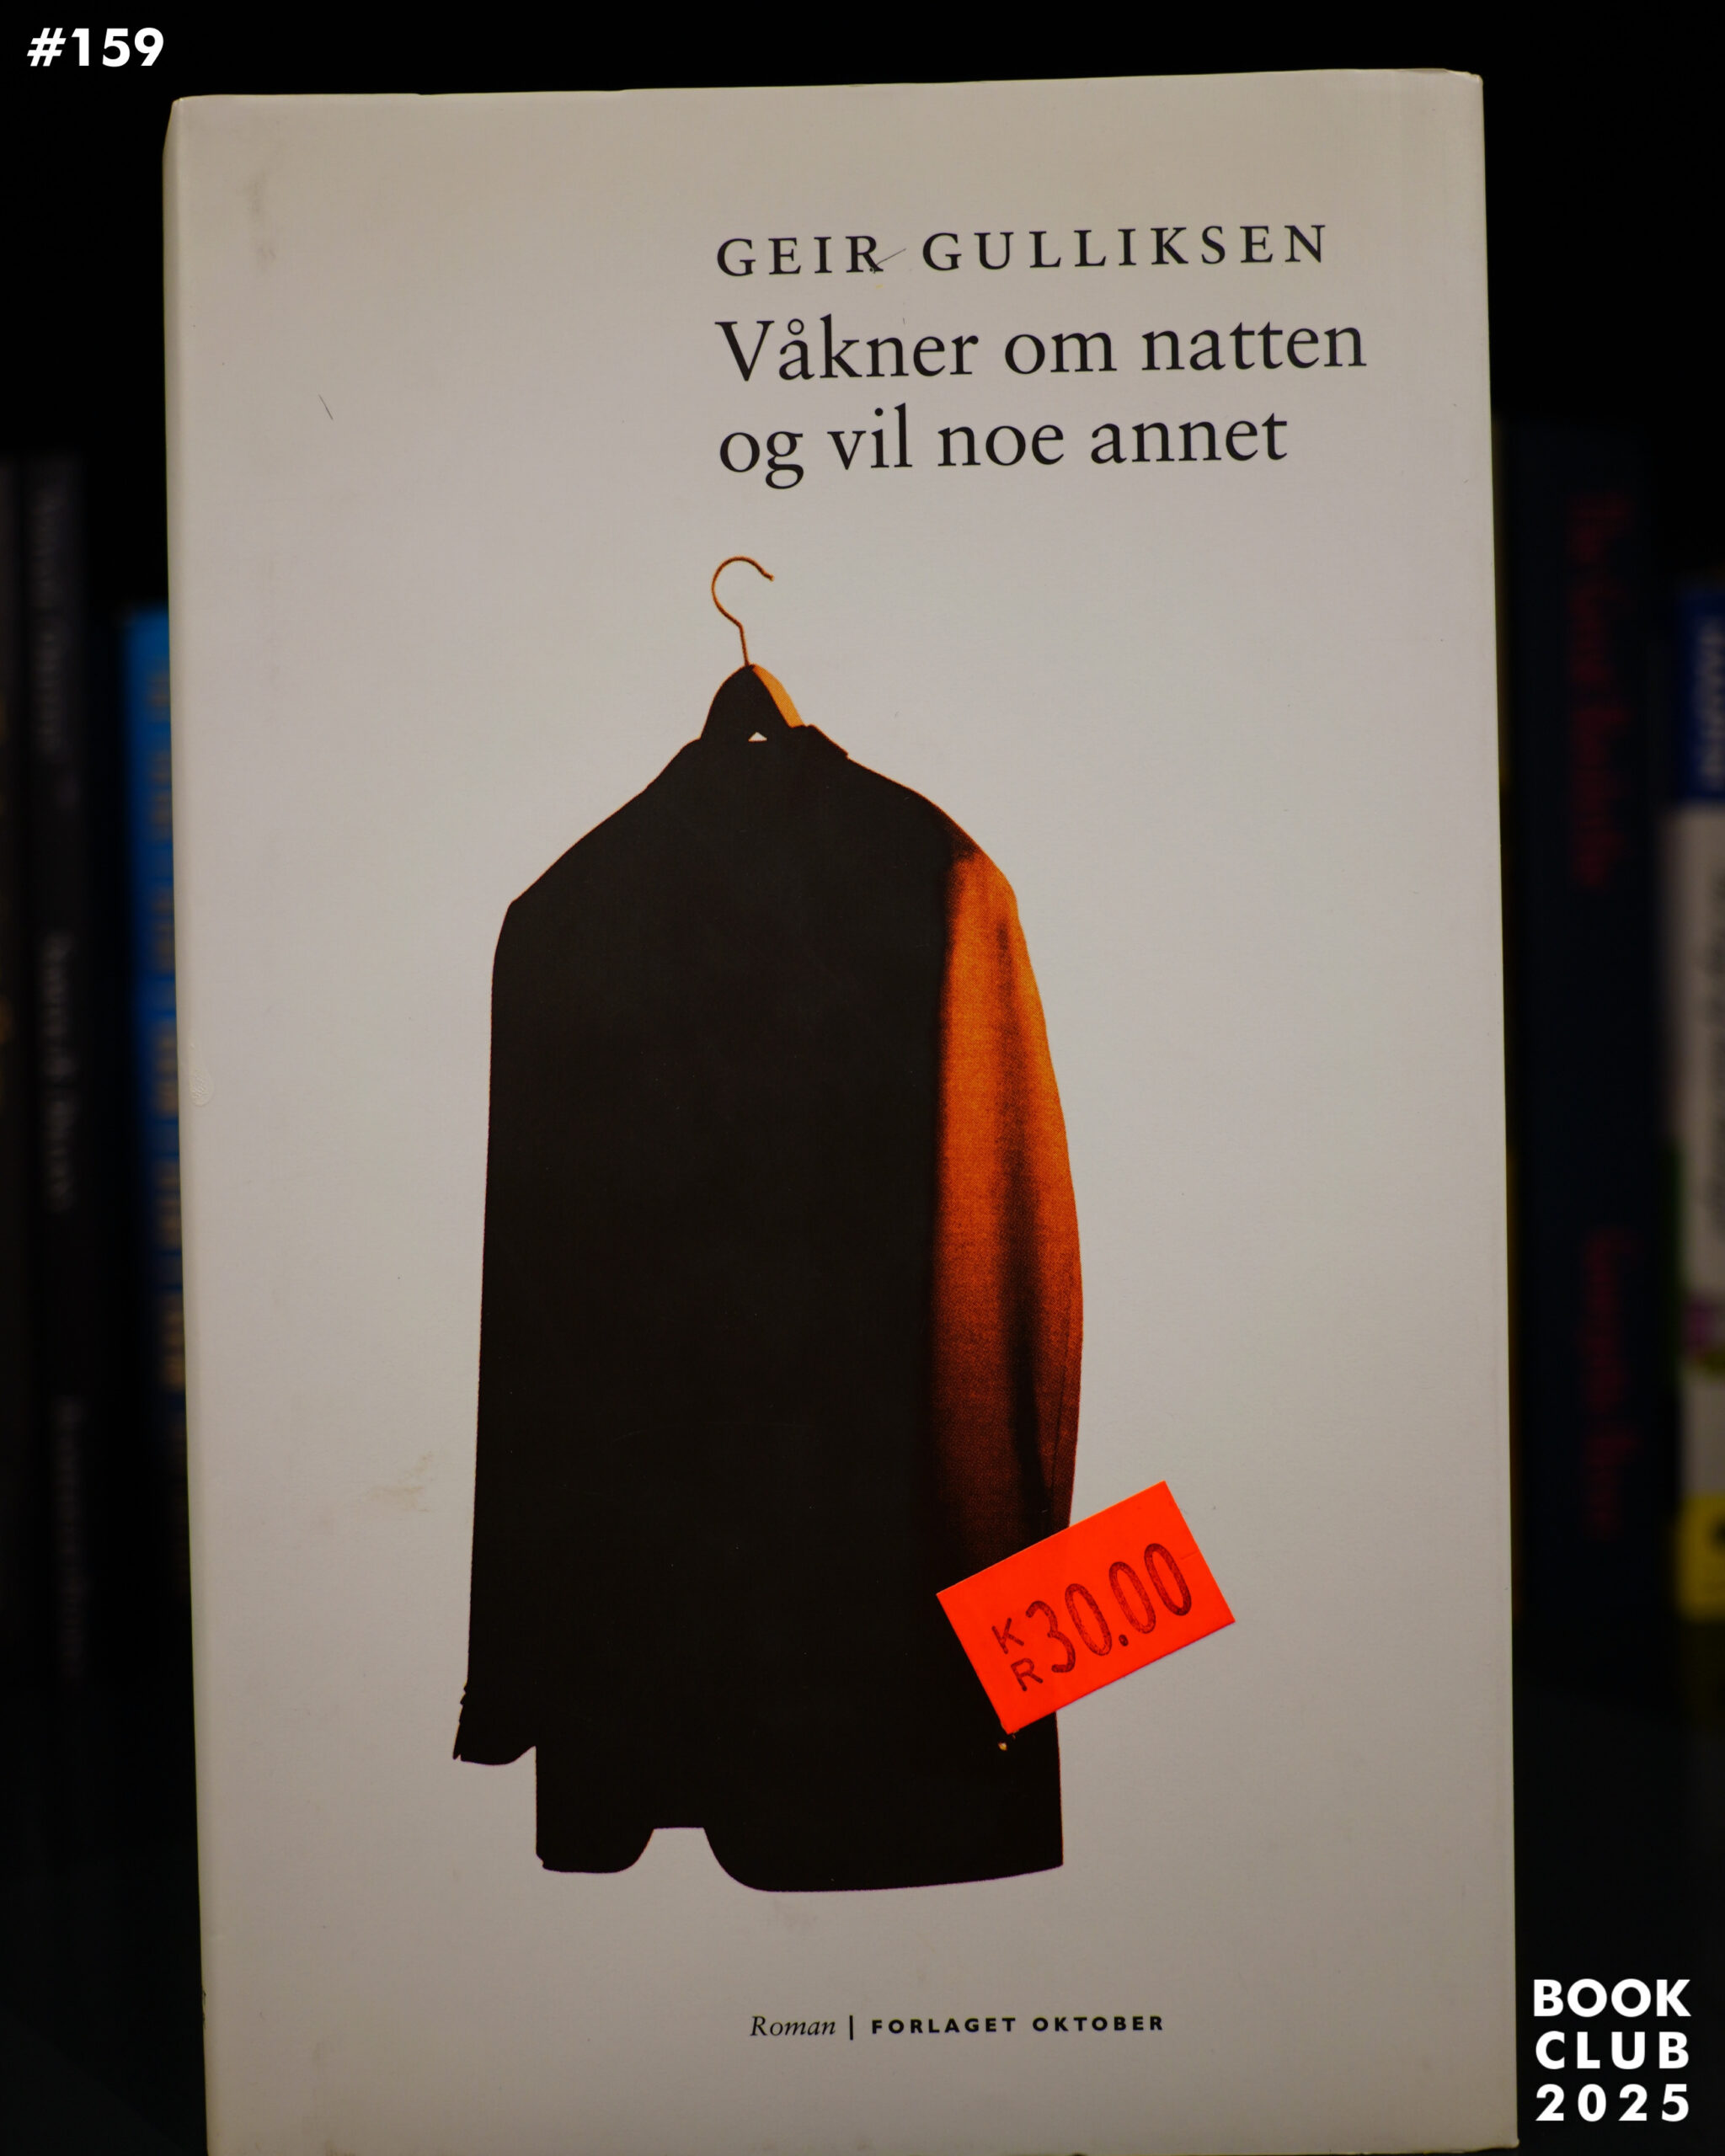 #159
GEIR GULLIKSEN
Våkner om natten
og vil noe annet
KR 30.00
Roman | FORLAGET OKTOBER
BOOK
CLUB
2025